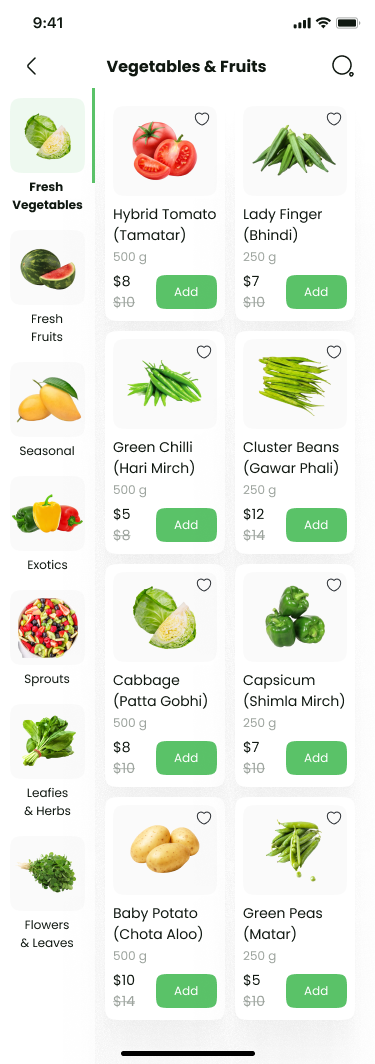 9:41
Vegetables & Fruits
Fresh
Vegetables
Fresh
Fruits
Seasonal
Exotics
Sprouts
Leafies
& Herbs
Flowers
& Leaves
Hybrid Tomato
(Tamatar)
500 g
$8
$10
Add
Lady Finger
(Bhindi)
250 g
$7
$10
Add
Green Chilli
(Hari Mirch)
500 g
$5
$8
Add
Cluster Beans
(Gawar Phali)
250 g
$12
$14
Add
Cabbage
(Patta Gobhi)
500 g
$8
$10
Add
Capsicum
(Shimla Mirch)
250 g
$7
$10
Add
Baby Potato
(Chota Aloo)
500 g
$10
$14
Add
Green Peas
(Matar)
250 g
$5
$10
Add